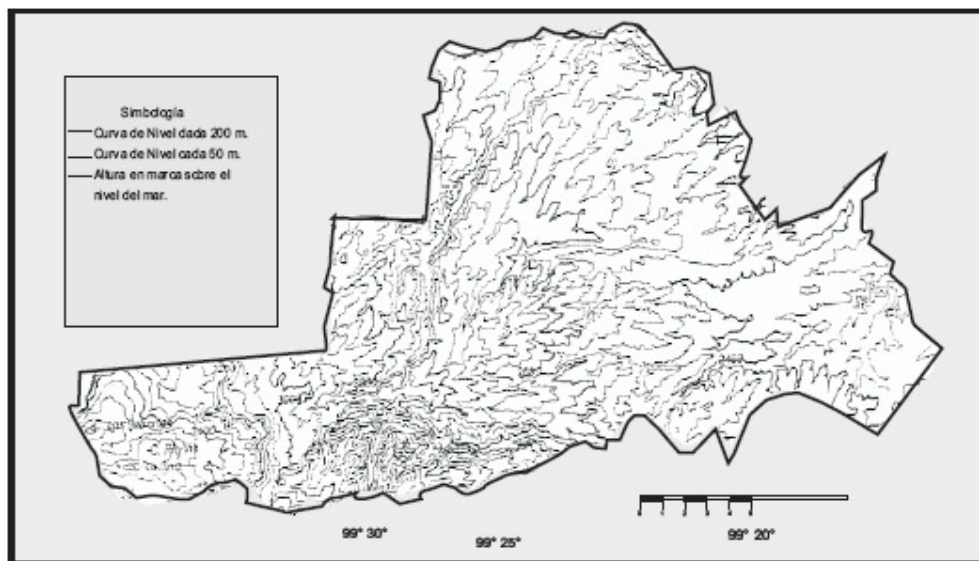 Simbología
Curva de Nivel dada 200 m.
Curva de Nivel cada 50 m.
Altura en marca sobre el
nivel del mar.
99° 30°
99° 25°
99° 20°